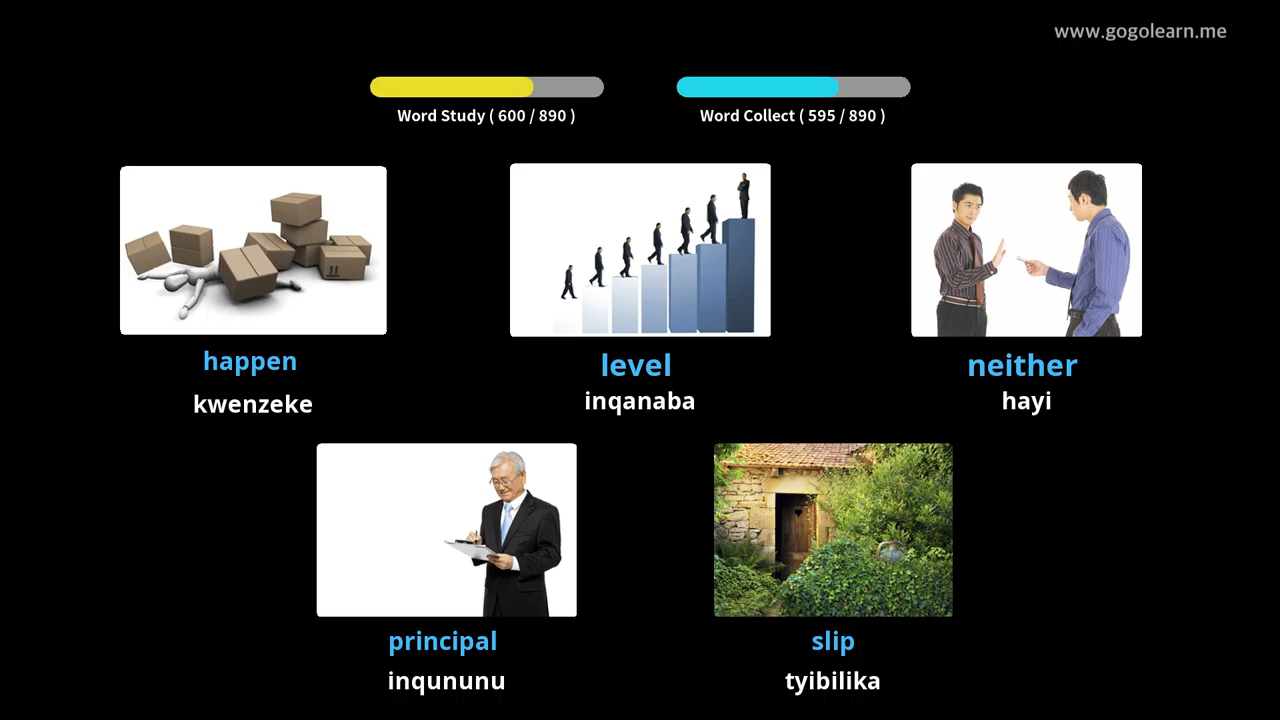 www.gogolearn.me
Word Study ( 600 / 890 )
Word Collect ( 595 / 890 )
happen
kwenzeke
level
inqanaba
neither
hayi
principal
inqununu
slip
tyibilika